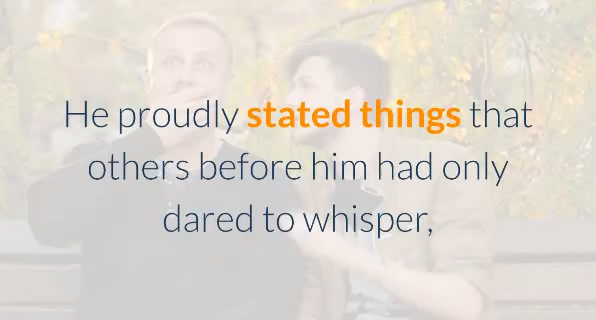 He proudly stated things that
others before him had only
dared to whisper,